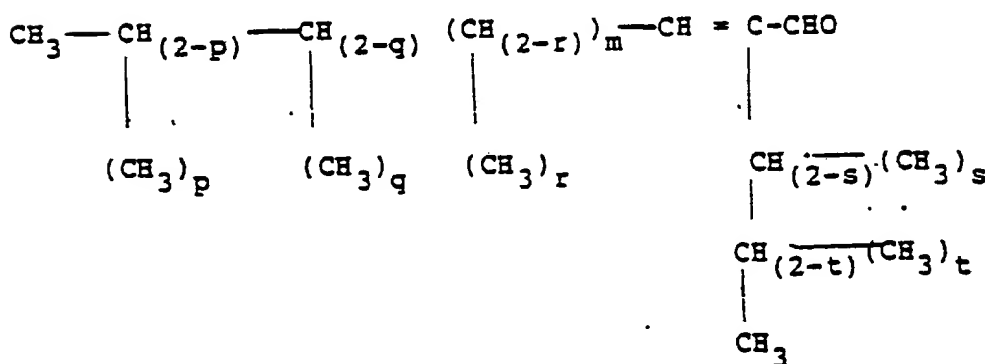 CH3—CH(2-p)—CH(2-q) (CH(2-r))m—CH = C-CHO
(CH3)p (CH3)q (CH3)r
CH(2-s)(CH3)s
CH(2-t)(CH3)t
CH3